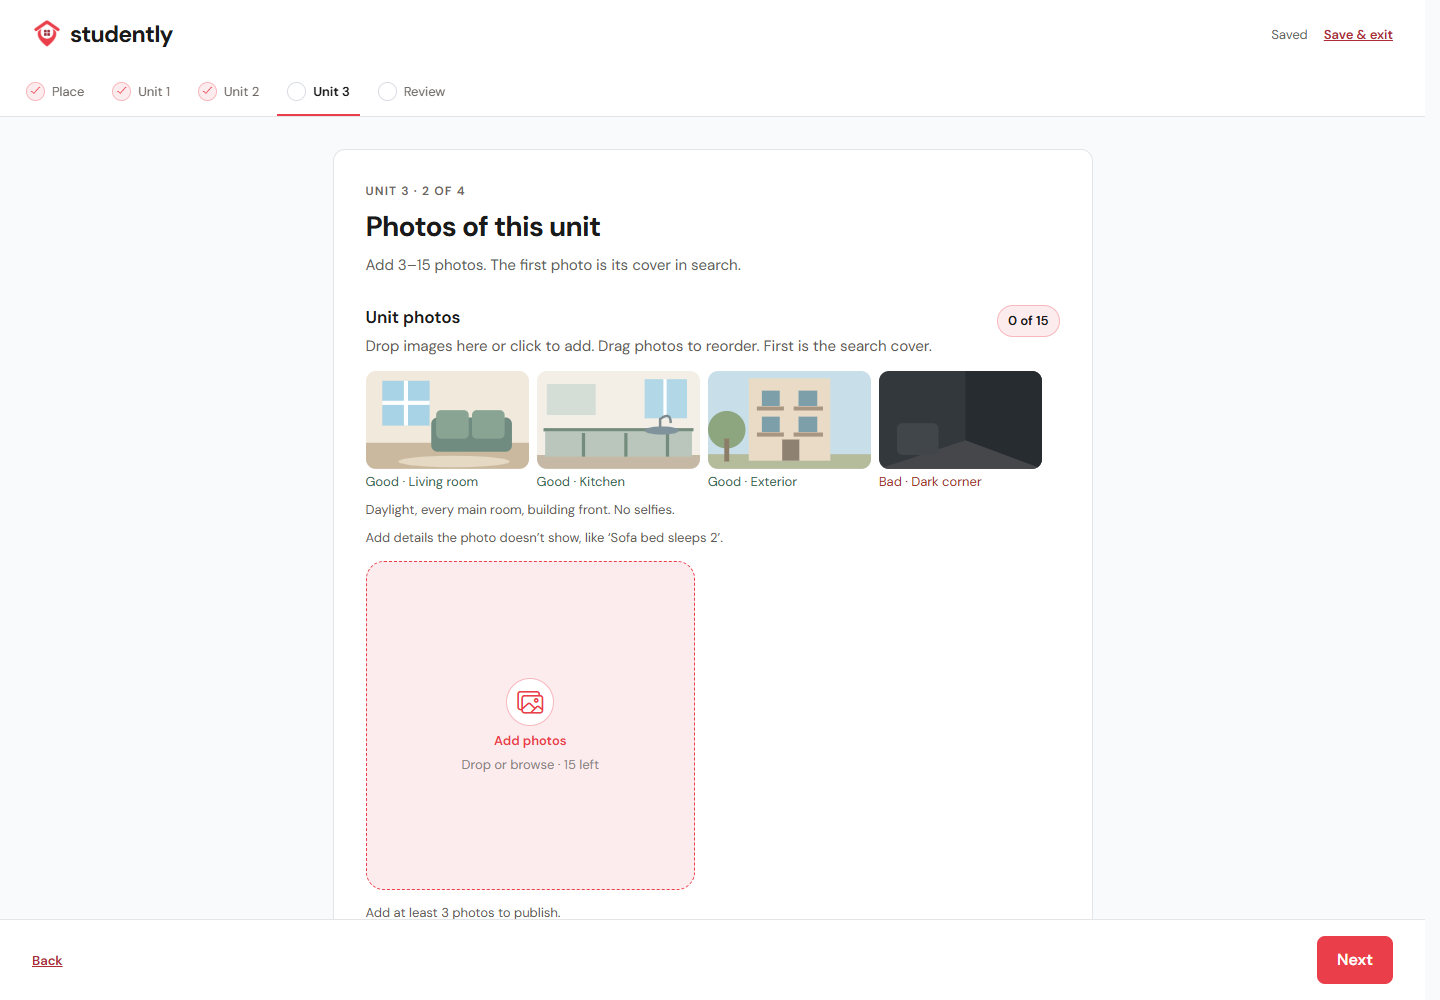 studently
Saved
Save & exit
Place
Unit 1
Unit 2
Unit 3
Review
UNIT 3 · 2 OF 4
Photos of this unit
Add 3–15 photos. The first photo is its cover in search.
Unit photos
0 of 15
Drop images here or click to add. Drag photos to reorder. First is the search cover.
Good · Living room
Good · Kitchen
Good · Exterior
Bad · Dark corner
Daylight, every main room, building front. No selfies.
Add details the photo doesn’t show, like ‘Sofa bed sleeps 2’.
Add photos
Drop or browse · 15 left
Add at least 3 photos to publish.
Back
Next